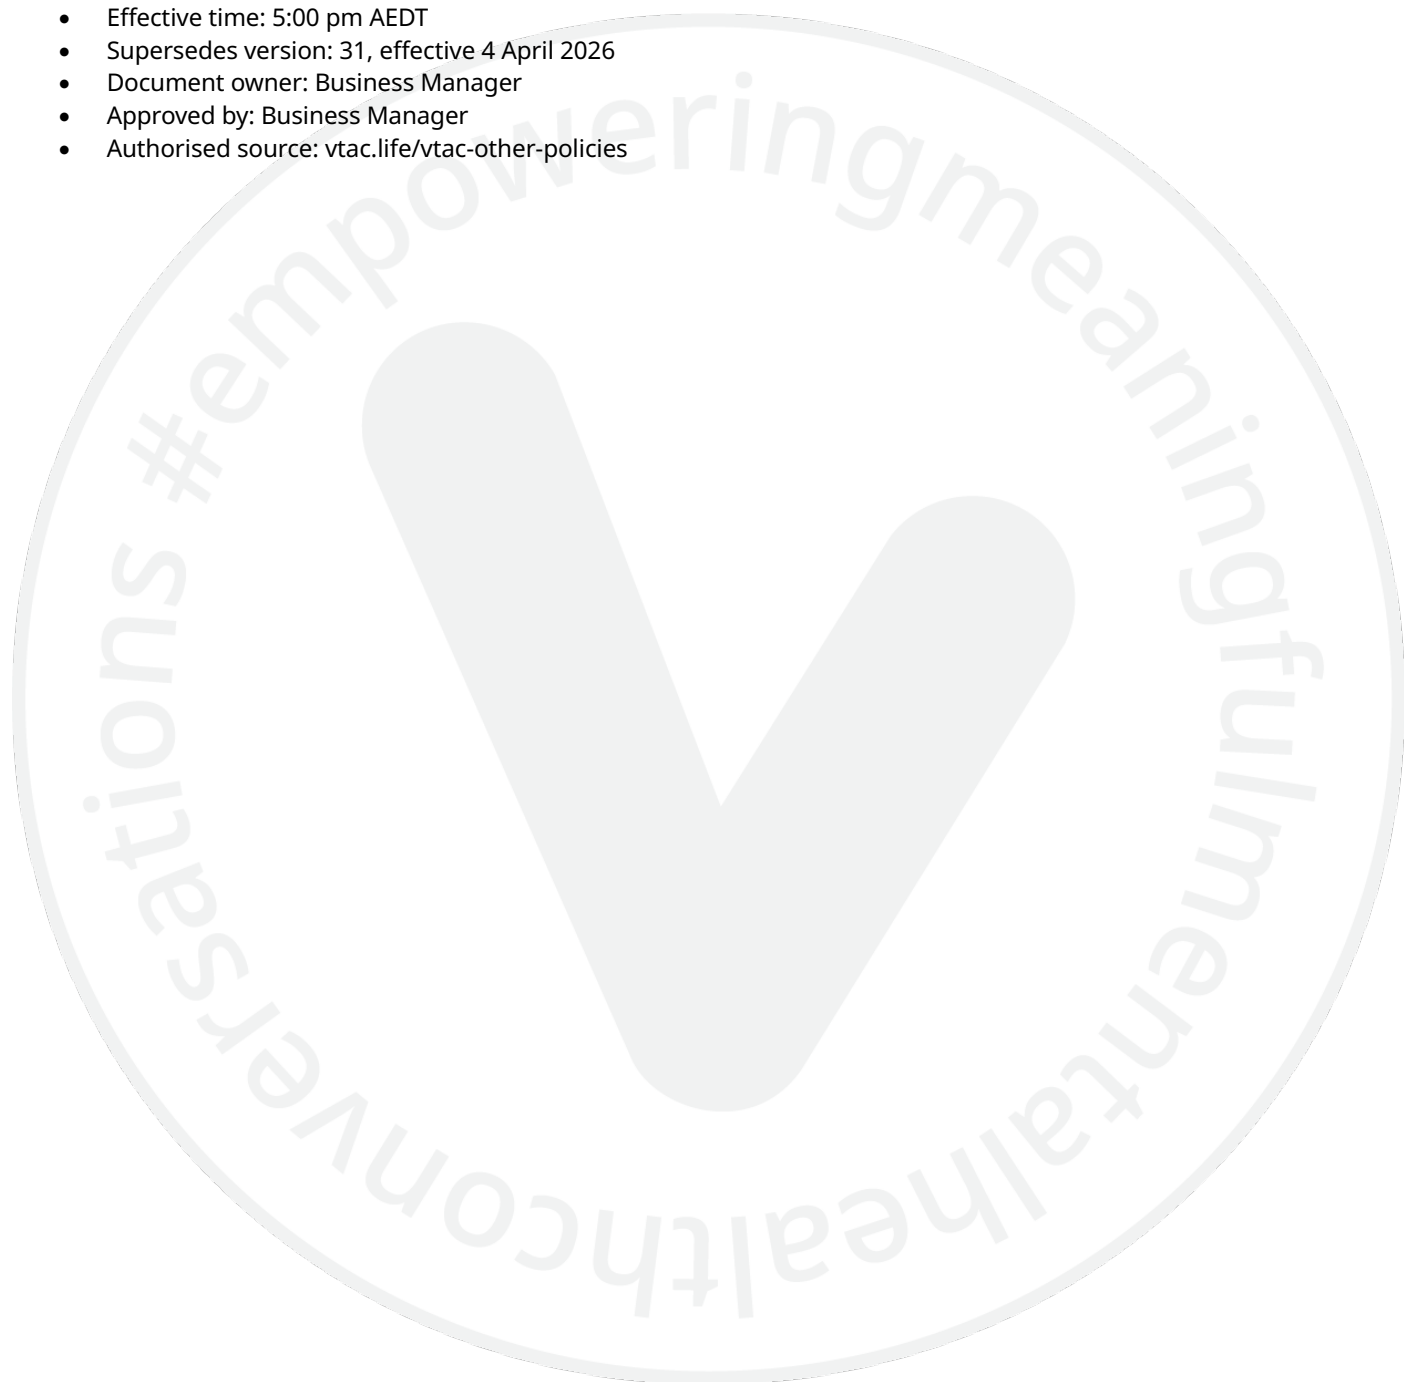 • Effective time: 5:00 pm AEDT
• Supersedes version: 31, effective 4 April 2026
• Document owner: Business Manager
• Approved by: Business Manager
• Authorised source: vtac.life/vtac-other-policies
#empoweringmeaningfulmentalhealthconversations